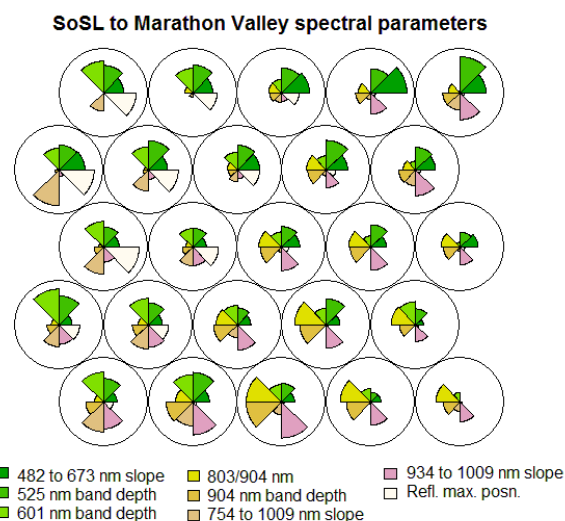 SoSL to Marathon Valley spectral parameters
482 to 673 nm slope
525 nm band depth
601 nm band depth
803/904 nm
904 nm band depth
754 to 1009 nm slope
934 to 1009 nm slope
Refl. max. posn.